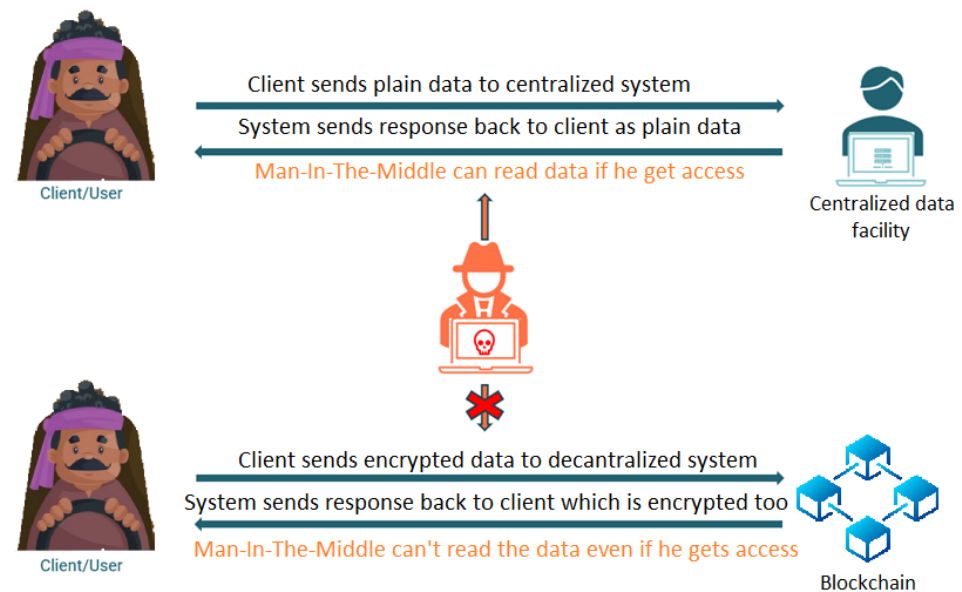 Client sends plain data to centralized system
System sends response back to client as plain data
Man-In-The-Middle can read data if he get access
Client/User
Centralized data
facility
Client sends encrypted data to decantralized system
System sends response back to client which is encrypted too
Man-In-The-Middle can't read the data even if he gets access
Client/User
Blockchain